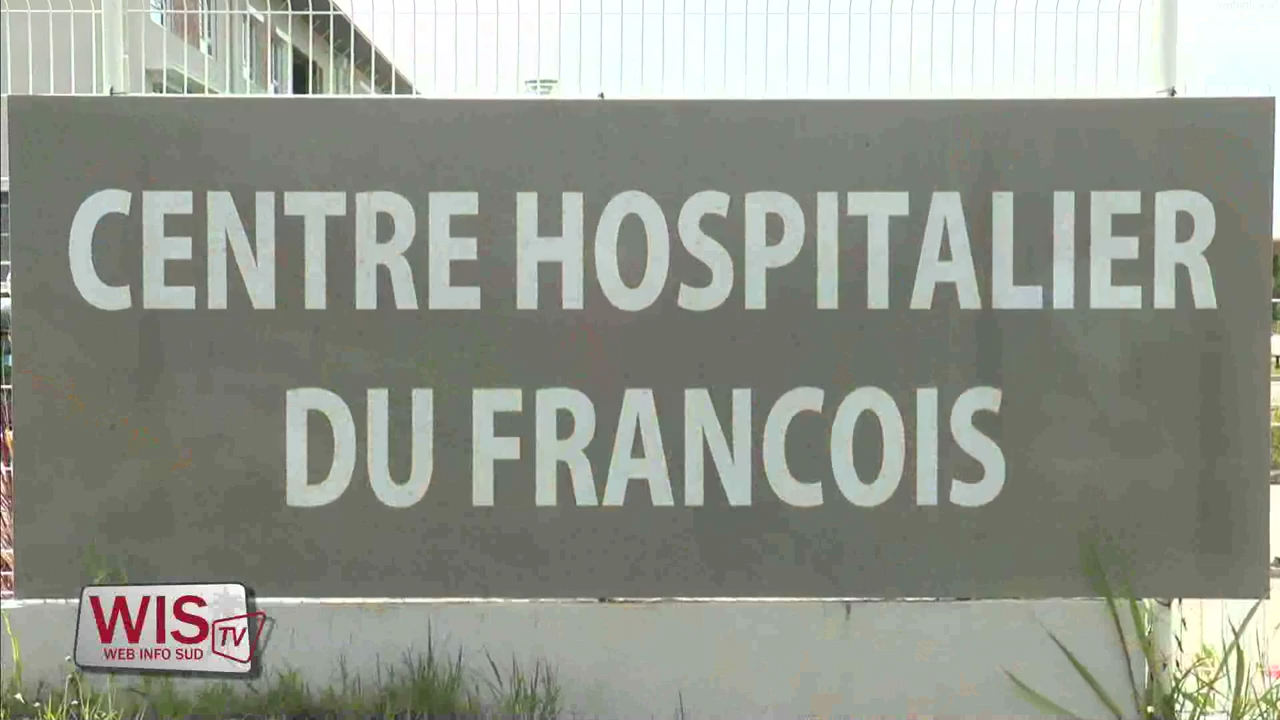 CENTRE HOSPITALIER
DU FRANCOIS
WIS TV
WEB INFO SUD